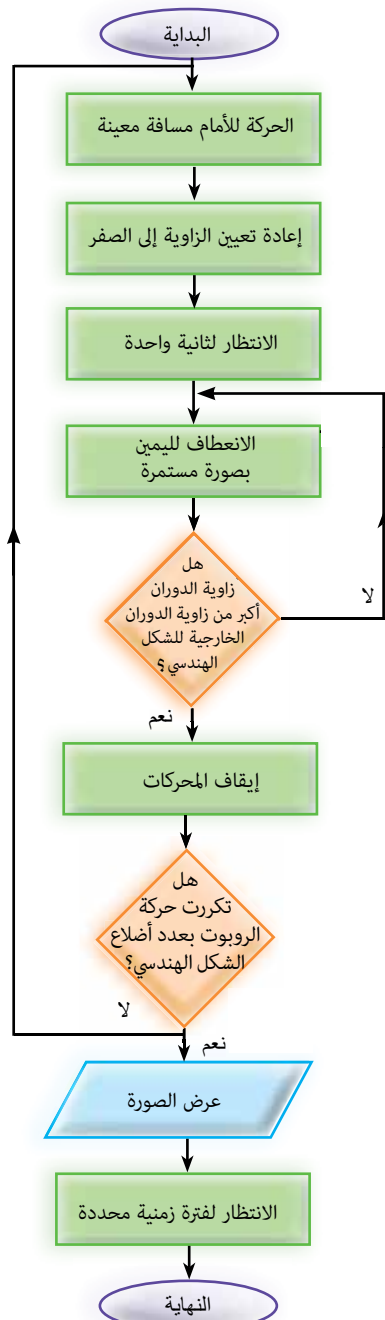 البداية
الحركة للأمام مسافة معينة
إعادة تعيين الزاوية إلى الصفر
الانتظار لثانية واحدة
الانعطاف لليمين
بصورة مستمرة
هل
زاوية الدوران
أكبر من زاوية الدوران
الخارجية للشكل
الهندسي؟
لا
نعم
إيقاف المحركات
هل
تكررت حركة
الروبوت بعدد أضلاع
الشكل الهندسي؟
لا
نعم
عرض الصورة
الانتظار لفترة زمنية محددة
النهاية